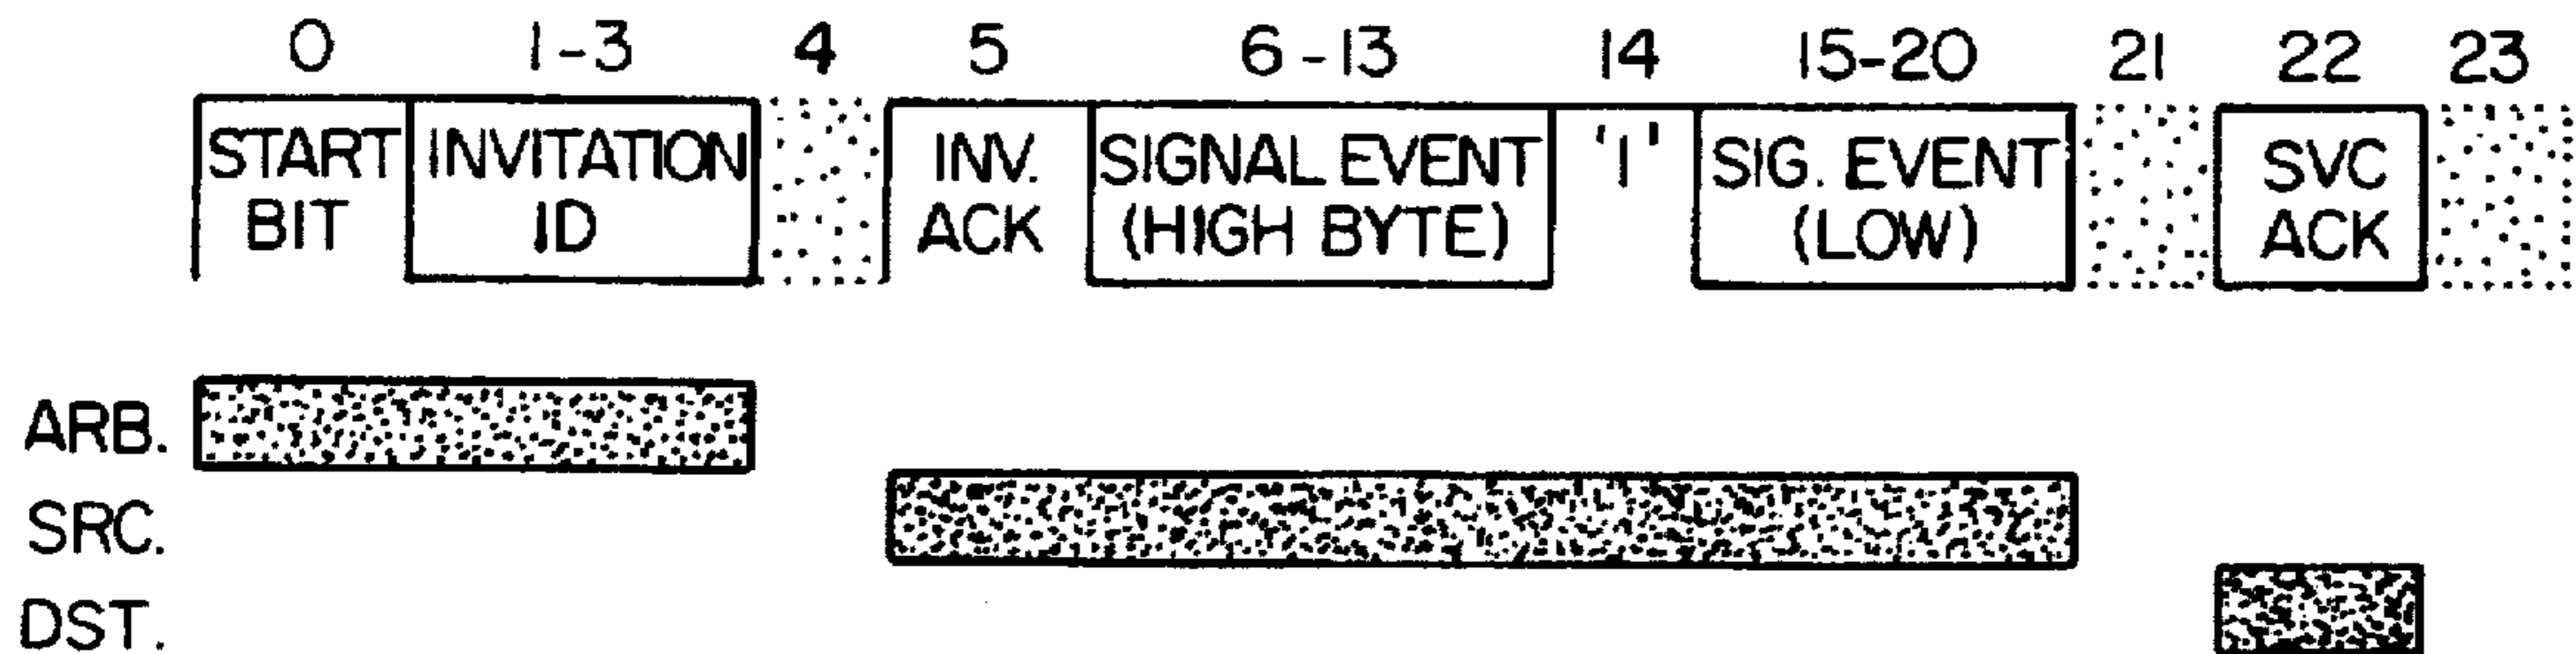 0 1-3 4 5 6-13 14 15-20 21 22 23
START INVITATION INV. SIGNAL EVENT '1' SIG. EVENT SVC
BIT ID ACK (HIGH BYTE) (LOW) ACK
ARB.
SRC.
DST.